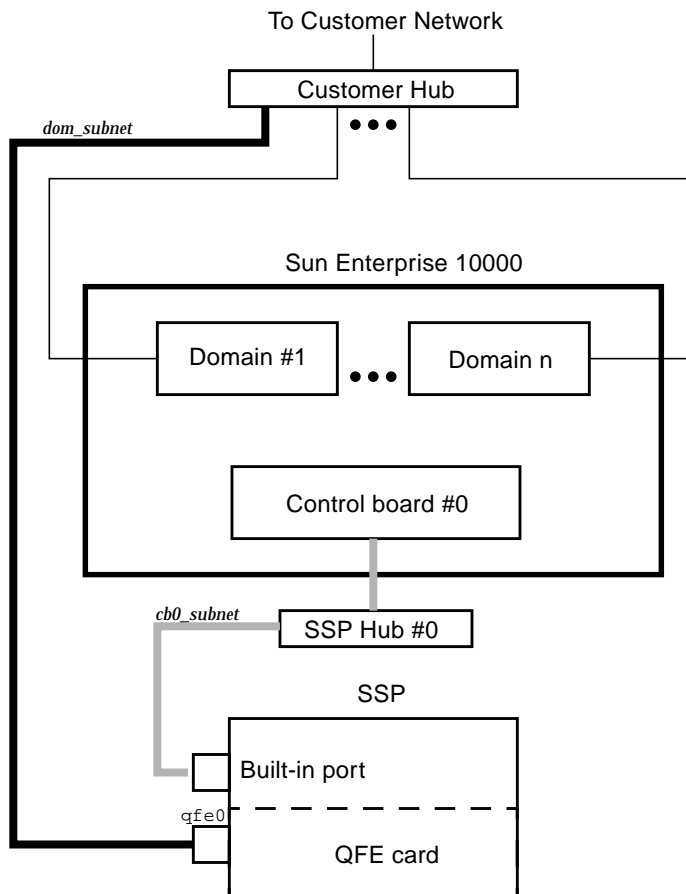 To Customer Network
Customer Hub
dom_subnet
Sun Enterprise 10000
Domain #1
Domain n
Control board #0
cb0_subnet
SSP Hub #0
SSP
Built-in port
qfe0
QFE card